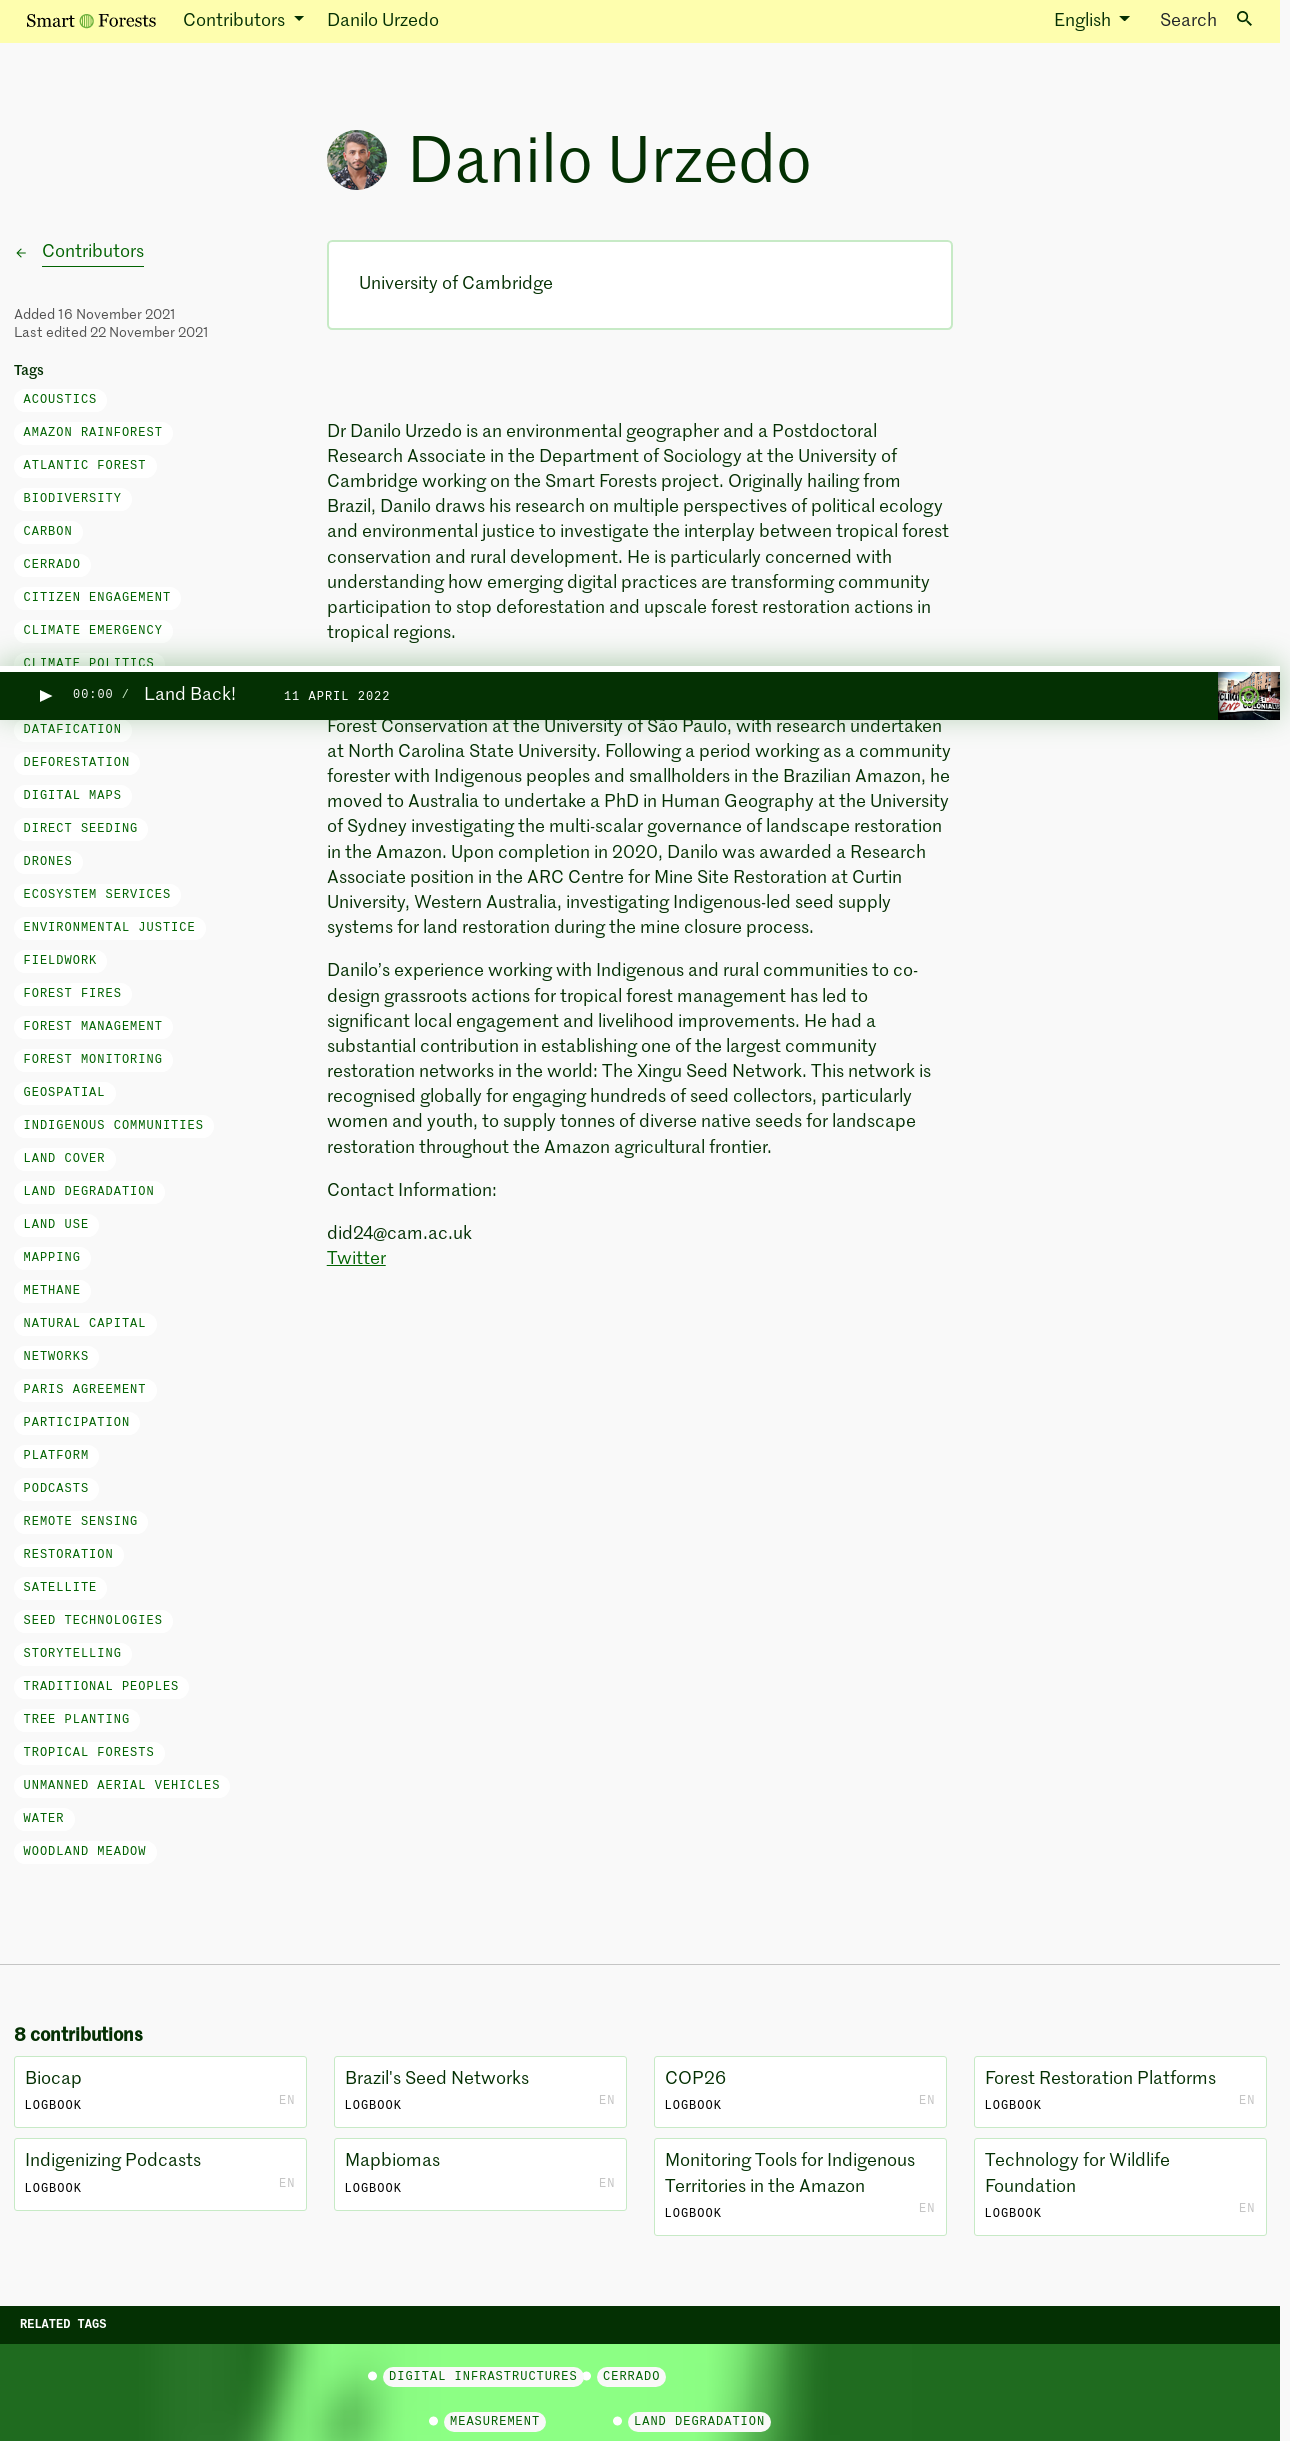 Smart Forests Contributors Danilo Urzedo English Search
Danilo Urzedo
Contributors
Added 16 November 2021
Last edited 22 November 2021
Tags
ACOUSTICS
AMAZON RAINFOREST
ATLANTIC FOREST
BIODIVERSITY
CARBON
CERRADO
CITIZEN ENGAGEMENT
CLIMATE EMERGENCY
CLIMATE POLITICS
DATAFICATION
DEFORESTATION
DIGITAL MAPS
DIRECT SEEDING
DRONES
ECOSYSTEM SERVICES
ENVIRONMENTAL JUSTICE
FIELDWORK
FOREST FIRES
FOREST MANAGEMENT
FOREST MONITORING
GEOSPATIAL
INDIGENOUS COMMUNITIES
LAND COVER
LAND DEGRADATION
LAND USE
MAPPING
METHANE
NATURAL CAPITAL
NETWORKS
PARIS AGREEMENT
PARTICIPATION
PLATFORM
PODCASTS
REMOTE SENSING
RESTORATION
SATELLITE
SEED TECHNOLOGIES
STORYTELLING
TRADITIONAL PEOPLES
TREE PLANTING
TROPICAL FORESTS
UNMANNED AERIAL VEHICLES
WATER
WOODLAND MEADOW
University of Cambridge
Dr Danilo Urzedo is an environmental geographer and a Postdoctoral
Research Associate in the Department of Sociology at the University of
Cambridge working on the Smart Forests project. Originally hailing from
Brazil, Danilo draws his research on multiple perspectives of political ecology
and environmental justice to investigate the interplay between tropical forest
conservation and rural development. He is particularly concerned with
understanding how emerging digital practices are transforming community
participation to stop deforestation and upscale forest restoration actions in
tropical regions.
▶ 00:00 / Land Back! 11 APRIL 2022
Forest Conservation at the University of São Paulo, with research undertaken
at North Carolina State University. Following a period working as a community
forester with Indigenous peoples and smallholders in the Brazilian Amazon, he
moved to Australia to undertake a PhD in Human Geography at the University
of Sydney investigating the multi-scalar governance of landscape restoration
in the Amazon. Upon completion in 2020, Danilo was awarded a Research
Associate position in the ARC Centre for Mine Site Restoration at Curtin
University, Western Australia, investigating Indigenous-led seed supply
systems for land restoration during the mine closure process.
Danilo’s experience working with Indigenous and rural communities to co-
design grassroots actions for tropical forest management has led to
significant local engagement and livelihood improvements. He had a
substantial contribution in establishing one of the largest community
restoration networks in the world: The Xingu Seed Network. This network is
recognised globally for engaging hundreds of seed collectors, particularly
women and youth, to supply tonnes of diverse native seeds for landscape
restoration throughout the Amazon agricultural frontier.
Contact Information:
did24@cam.ac.uk
Twitter
8 contributions
Biocap
LOGBOOK EN
Brazil's Seed Networks
LOGBOOK EN
COP26
LOGBOOK EN
Forest Restoration Platforms
LOGBOOK EN
Indigenizing Podcasts
LOGBOOK EN
Mapbiomas
LOGBOOK EN
Monitoring Tools for Indigenous
Territories in the Amazon
LOGBOOK EN
Technology for Wildlife
Foundation
LOGBOOK EN
RELATED TAGS
DIGITAL INFRASTRUCTURES CERRADO
MEASUREMENT LAND DEGRADATION